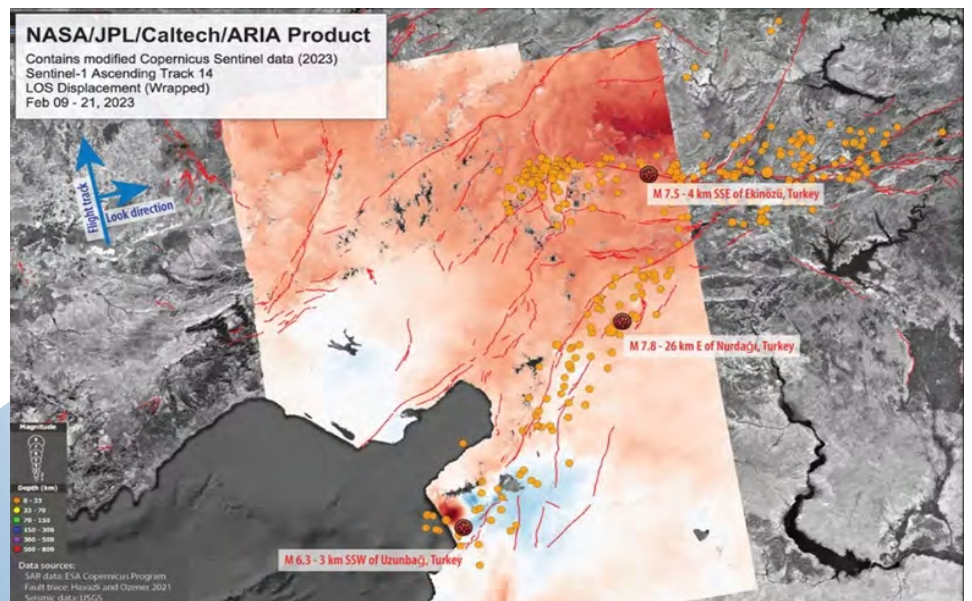 NASA/JPL/Caltech/ARIA Product
Contains modified Copernicus Sentinel data (2023)
Sentinel-1 Ascending Track 14
LOS Displacement (Wrapped)
Feb 09 - 21, 2023
Flight track
Look direction
M 7.5 - 4 km SSE of Ekinözü, Turkey
M 7.8 - 26 km E of Nurdağı, Turkey
M 6.3 - 3 km SSW of Uzunbağ, Turkey
Magnitude
Depth (km)
0 - 33
33 - 70
70 - 150
150 - 300
300 - 500
500 - 800
Data sources:
SAR data: ESA Copernicus Program
Fault trace: Havazli and Ozener 2021
Seismic data: USGS